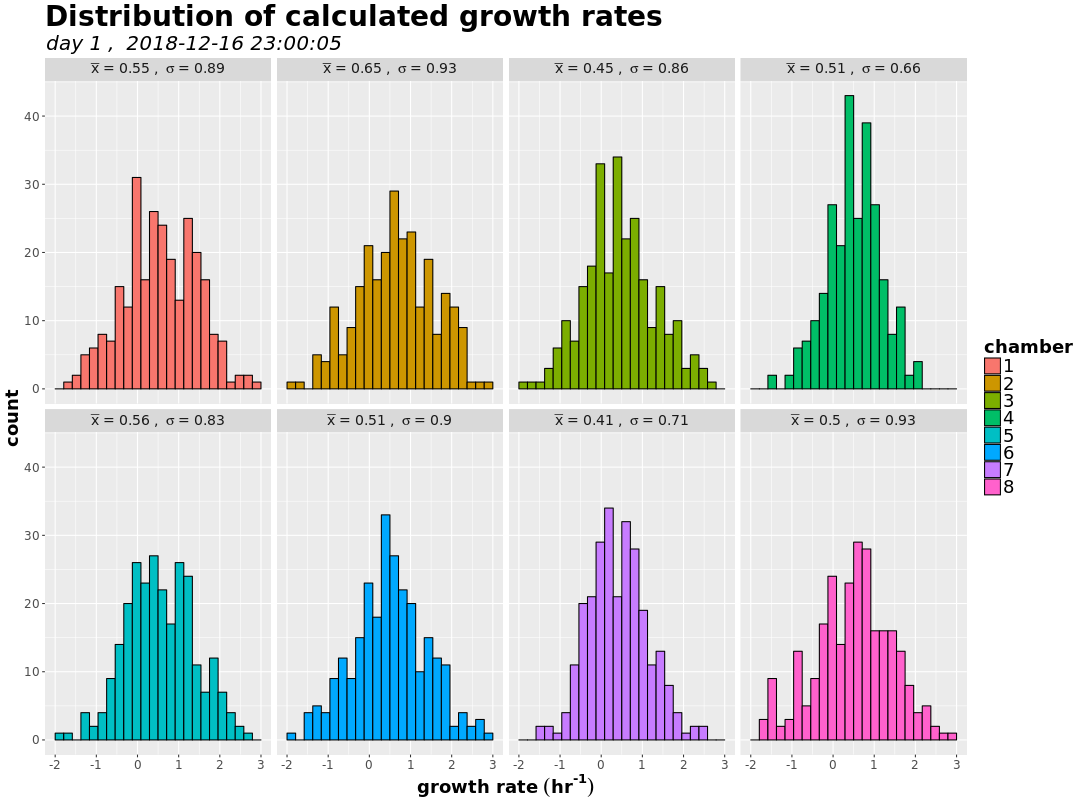 Distribution of calculated growth rates
day 1 ,  2018-12-16 23:00:05
x̅ = 0.55 ,  σ = 0.89
x̅ = 0.65 ,  σ = 0.93
x̅ = 0.45 ,  σ = 0.86
x̅ = 0.51 ,  σ = 0.66
40
30
20
10
0
x̅ = 0.56 ,  σ = 0.83
x̅ = 0.51 ,  σ = 0.9
x̅ = 0.41 ,  σ = 0.71
x̅ = 0.5 ,  σ = 0.93
40
30
20
10
0
-2 -1 0 1 2 3
-2 -1 0 1 2 3
-2 -1 0 1 2 3
-2 -1 0 1 2 3
count
growth rate (hr⁻¹)
chamber
1
2
3
4
5
6
7
8